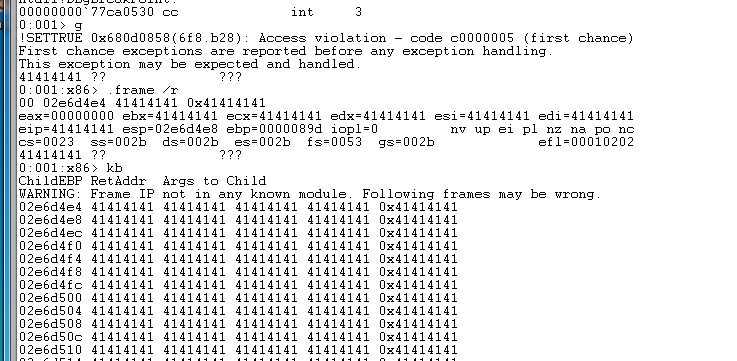 00000000`77ca0530 cc int 3
0:001> g
!SETTRUE 0x680d0858(6f8.b28): Access violation - code c0000005 (first chance)
First chance exceptions are reported before any exception handling.
This exception may be expected and handled.
41414141 ?? ???
0:001:x86> .frame /r
00 02e6d4e4 41414141 0x41414141
eax=00000000 ebx=41414141 ecx=41414141 edx=41414141 esi=41414141 edi=41414141
eip=41414141 esp=02e6d4e8 ebp=0000089d iopl=0 nv up ei pl nz na po nc
cs=0023 ss=002b ds=002b es=002b fs=0053 gs=002b efl=00010202
41414141 ?? ???
0:001:x86> kb
ChildEBP RetAddr Args to Child
WARNING: Frame IP not in any known module. Following frames may be wrong.
02e6d4e4 41414141 41414141 41414141 41414141 0x41414141
02e6d4e8 41414141 41414141 41414141 41414141 0x41414141
02e6d4ec 41414141 41414141 41414141 41414141 0x41414141
02e6d4f0 41414141 41414141 41414141 41414141 0x41414141
02e6d4f4 41414141 41414141 41414141 41414141 0x41414141
02e6d4f8 41414141 41414141 41414141 41414141 0x41414141
02e6d4fc 41414141 41414141 41414141 41414141 0x41414141
02e6d500 41414141 41414141 41414141 41414141 0x41414141
02e6d504 41414141 41414141 41414141 41414141 0x41414141
02e6d508 41414141 41414141 41414141 41414141 0x41414141
02e6d50c 41414141 41414141 41414141 41414141 0x41414141
02e6d510 41414141 41414141 41414141 41414141 0x41414141